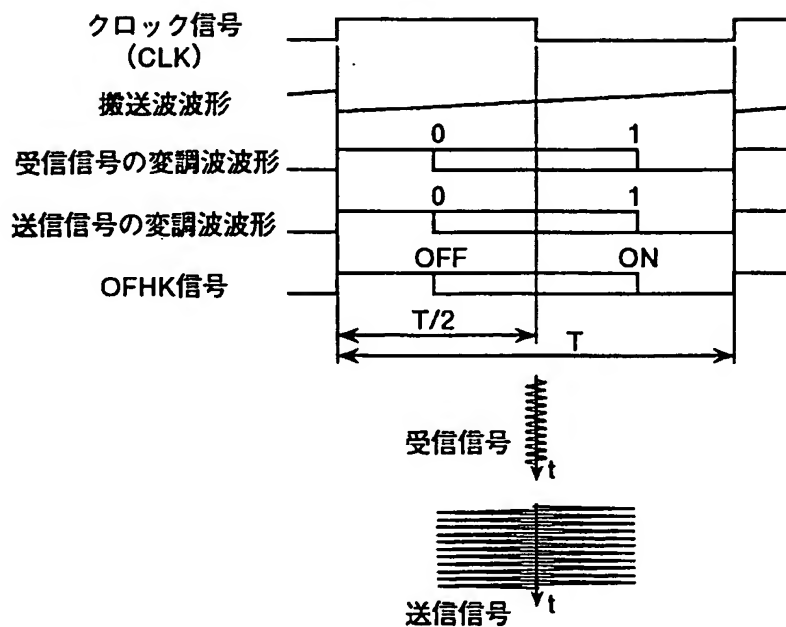 クロック信号
(CLK)
搬送波波形
0 1
受信信号の変調波波形
0 1
送信信号の変調波波形
OFF ON
OFHK信号
T/2
T
受信信号
t
t
送信信号